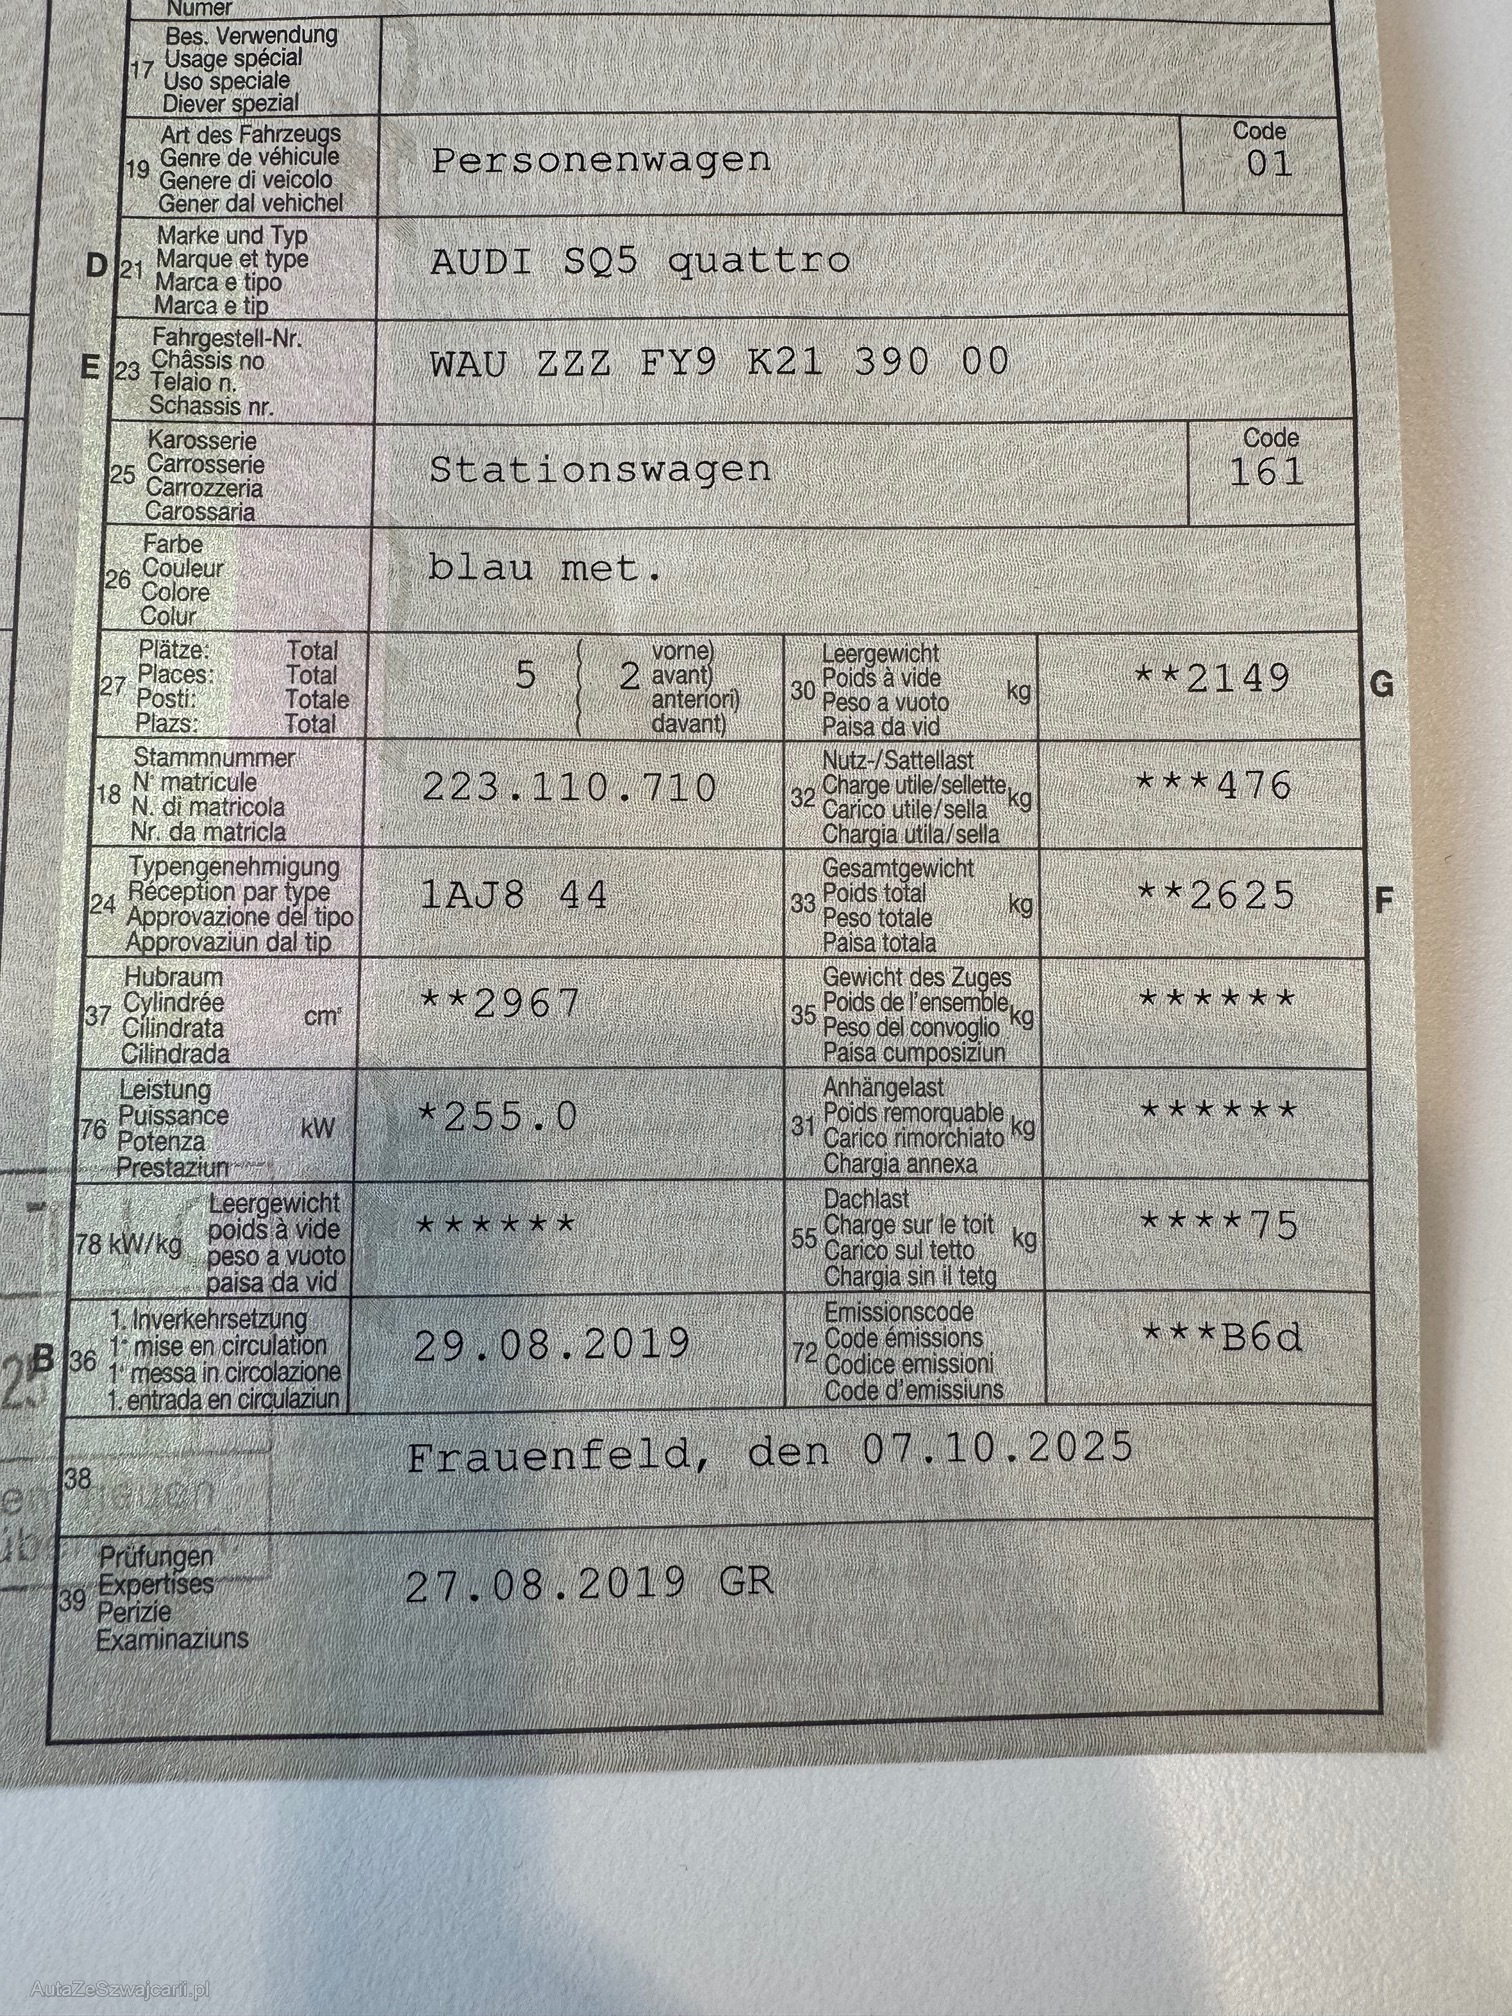 Numer
17
Bes. Verwendung
Usage spécial
Uso speciale
Diever spezial
19
Art des Fahrzeugs
Genre de véhicule
Genere di veicolo
Gener dal vehichel
Personenwagen
Code
01
D
21
Marke und Typ
Marque et type
Marca e tipo
Marca e tip
AUDI SQ5 quattro
E
23
Fahrgestell-Nr.
Châssis no
Telaio n.
Schassis nr.
WAU ZZZ FY9 K21 390 00
25
Karosserie
Carrosserie
Carrozzeria
Carossaria
Stationswagen
Code
161
26
Farbe
Couleur
Colore
Colur
blau met.
27
Plätze: Total
Places: Total
Posti: Totale
Plazs: Total
5 ( 2
vorne)
avant)
anteriori)
davant)
30
Leergewicht
Poids à vide
Peso a vuoto
Paisa da vid
kg
**2149
G
18
Stammnummer
N° matricule
N. di matricola
Nr. da matricla
223.110.710
32
Nutz-/Sattellast
Charge utile/sellette
Carico utile/sella
Chargia utila/sella
kg
***476
24
Typengenehmigung
Réception par type
Approvazione del tipo
Approvaziun dal tip
1AJ8 44
33
Gesamtgewicht
Poids total
Peso totale
Paisa totala
kg
**2625
F
37
Hubraum
Cylindrée
Cilindrata
Cilindrada
cm³
**2967
35
Gewicht des Zuges
Poids de l'ensemble
Peso del convoglio
Paisa cumposiziun
kg
******
76
Leistung
Puissance
Potenza
Prestaziun
kW
*255.0
31
Anhängelast
Poids remorquable
Carico rimorchiato
Chargia annexa
kg
******
78 kW/kg
Leergewicht
poids à vide
peso a vuoto
paisa da vid
******
55
Dachlast
Charge sur le toit
Carico sul tetto
Chargia sin il tetg
kg
****75
B
36
1. Inverkehrsetzung
1° mise en circulation
1° messa in circolazione
1. entrada en circulaziun
29.08.2019
72
Emissionscode
Code émissions
Codice emissioni
Code d'emissiuns
***B6d
38
Frauenfeld, den 07.10.2025
39
Prüfungen
Expertises
Perizie
Examinaziuns
27.08.2019 GR
AutaZeSzwajcarii.pl